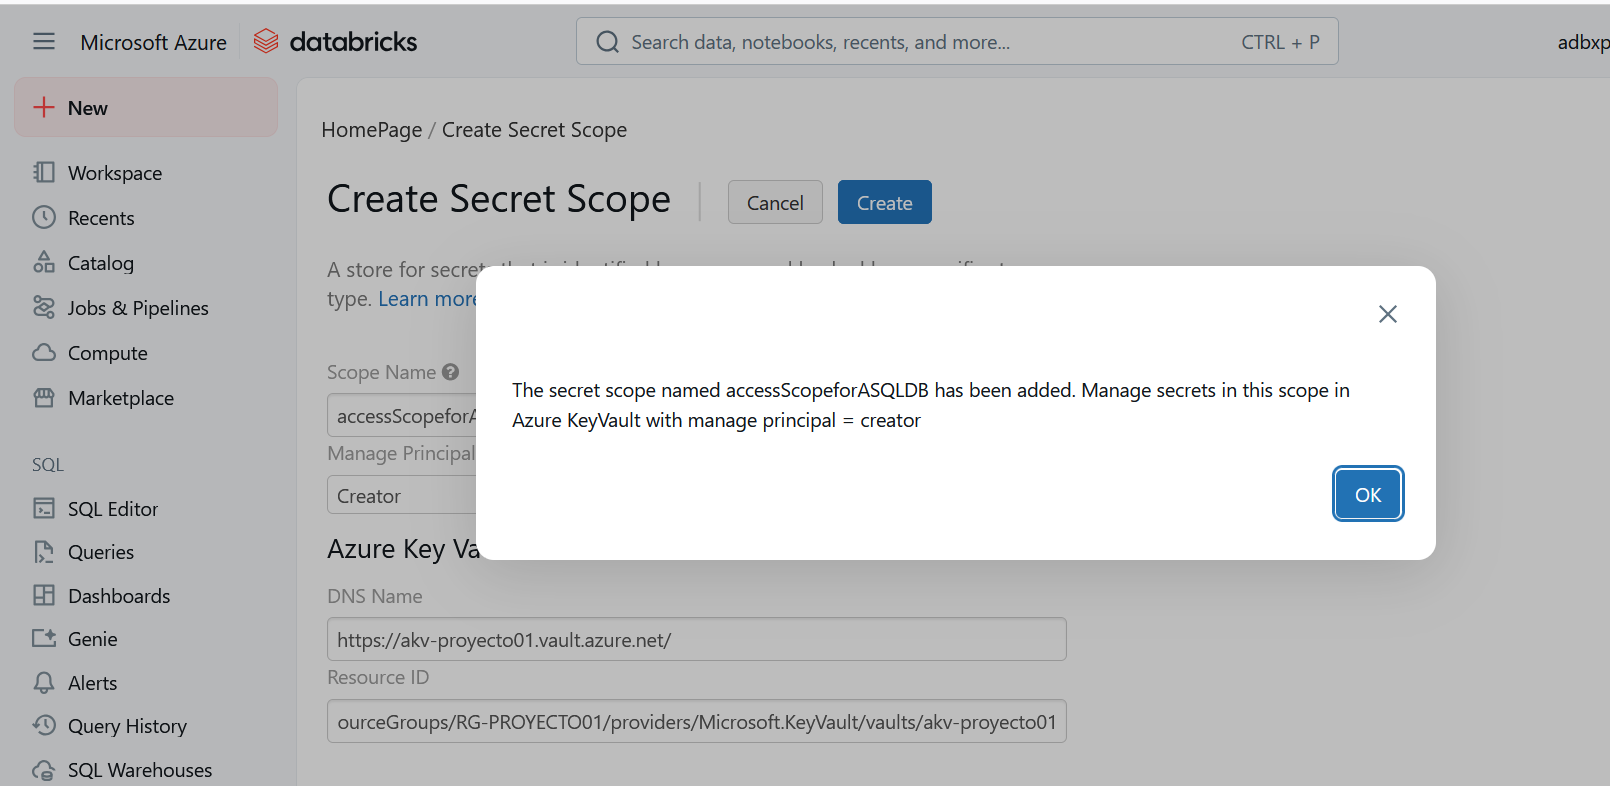 Microsoft Azure databricks
Search data, notebooks, recents, and more... CTRL + P
adbxp
New
Workspace
Recents
Catalog
Jobs & Pipelines
Compute
Marketplace
SQL
SQL Editor
Queries
Dashboards
Genie
Alerts
Query History
SQL Warehouses
HomePage / Create Secret Scope
Create Secret Scope
Cancel
Create
A store for secrets
type. Learn more
Scope Name
accessScopeforA
Manage Principal
Creator
Azure Key Va
DNS Name
https://akv-proyecto01.vault.azure.net/
Resource ID
ourceGroups/RG-PROYECTO01/providers/Microsoft.KeyVault/vaults/akv-proyecto01
The secret scope named accessScopeforASQLDB has been added. Manage secrets in this scope in
Azure KeyVault with manage principal = creator
OK